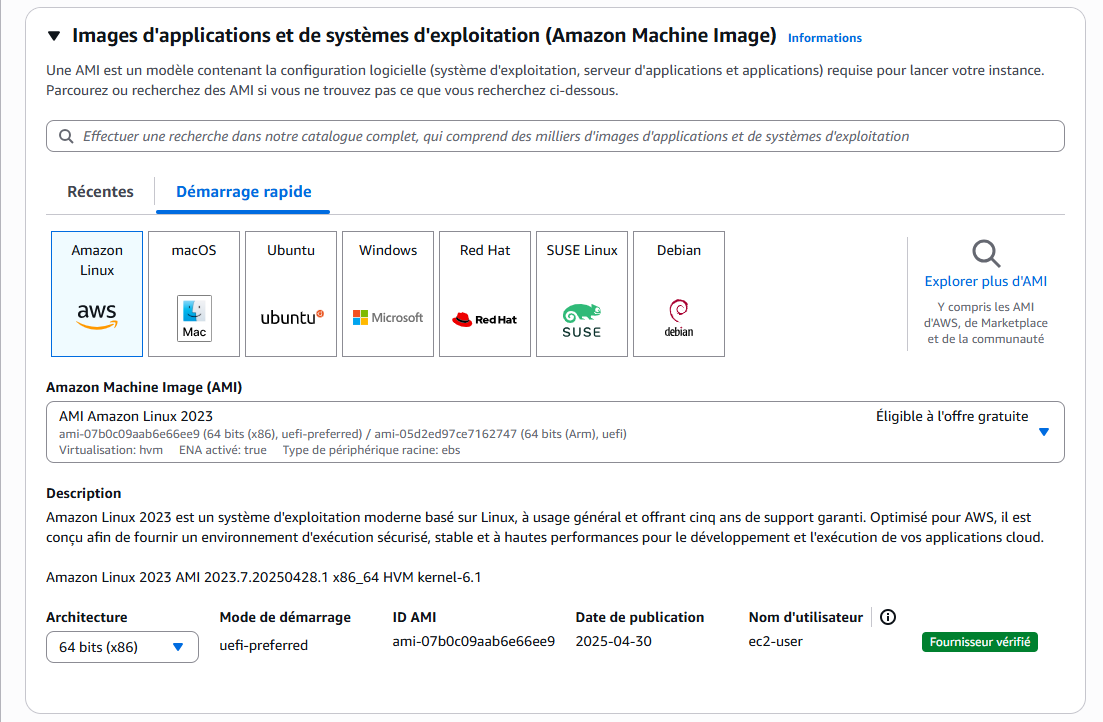 Images d'applications et de systèmes d'exploitation (Amazon Machine Image) Informations
Une AMI est un modèle contenant la configuration logicielle (système d'exploitation, serveur d'applications et applications) requise pour lancer votre instance.
Parcourez ou recherchez des AMI si vous ne trouvez pas ce que vous recherchez ci-dessous.
Effectuer une recherche dans notre catalogue complet, qui comprend des milliers d'images d'applications et de systèmes d'exploitation
Récentes
Démarrage rapide
Amazon
Linux
aws
macOS
Mac
Ubuntu
ubuntu
Windows
Microsoft
Red Hat
Red Hat
SUSE Linux
SUSE
Debian
debian
Explorer plus d'AMI
Y compris les AMI
d'AWS, de Marketplace
et de la communauté
Amazon Machine Image (AMI)
AMI Amazon Linux 2023
Éligible à l'offre gratuite
ami-07b0c09aab6e66ee9 (64 bits (x86), uefi-preferred) / ami-05d2ed97ce7162747 (64 bits (Arm), uefi)
Virtualisation: hvm ENA activé: true Type de périphérique racine: ebs
Description
Amazon Linux 2023 est un système d'exploitation moderne basé sur Linux, à usage général et offrant cinq ans de support garanti. Optimisé pour AWS, il est
conçu afin de fournir un environnement d'exécution sécurisé, stable et à hautes performances pour le développement et l'exécution de vos applications cloud.
Amazon Linux 2023 AMI 2023.7.20250428.1 x86_64 HVM kernel-6.1
Architecture
64 bits (x86)
Mode de démarrage
uefi-preferred
ID AMI
ami-07b0c09aab6e66ee9
Date de publication
2025-04-30
Nom d'utilisateur
ec2-user
Fournisseur vérifié